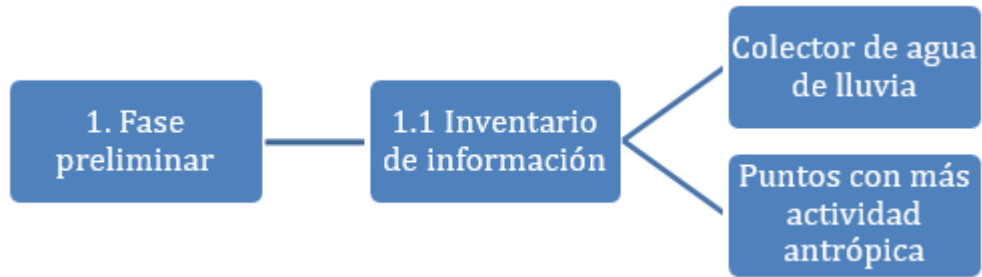 1. Fase
preliminar
1.1 Inventario
de información
Colector de agua
de lluvia
Puntos con más
actividad
antrópica